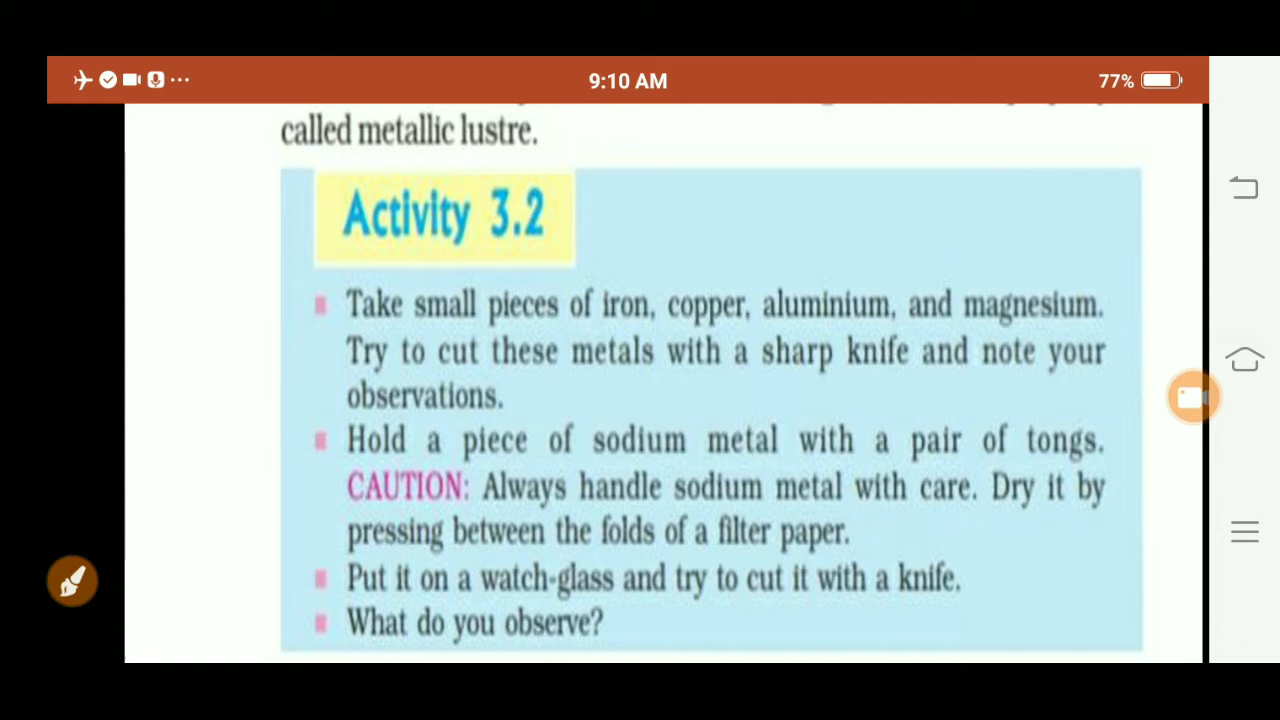 9:10 AM
77%
called metallic lustre.
Activity 3.2
Take small pieces of iron, copper, aluminium, and magnesium.
Try to cut these metals with a sharp knife and note your
observations.
Hold a piece of sodium metal with a pair of tongs.
CAUTION: Always handle sodium metal with care. Dry it by
pressing between the folds of a filter paper.
Put it on a watch-glass and try to cut it with a knife.
What do you observe?